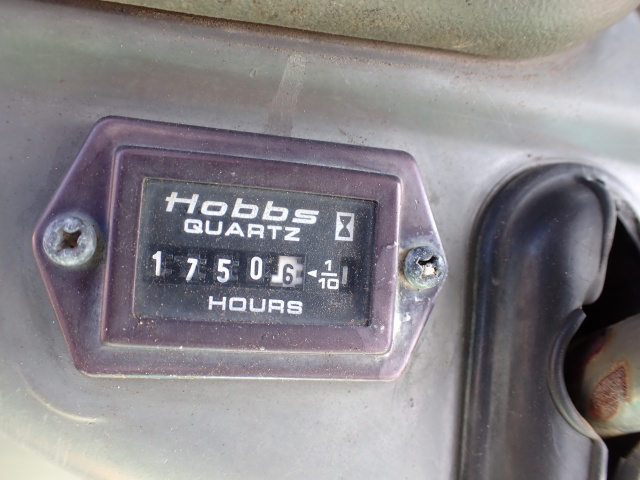 Hobbs
QUARTZ
1 7 5 0 6 ◄ 1/10
HOURS